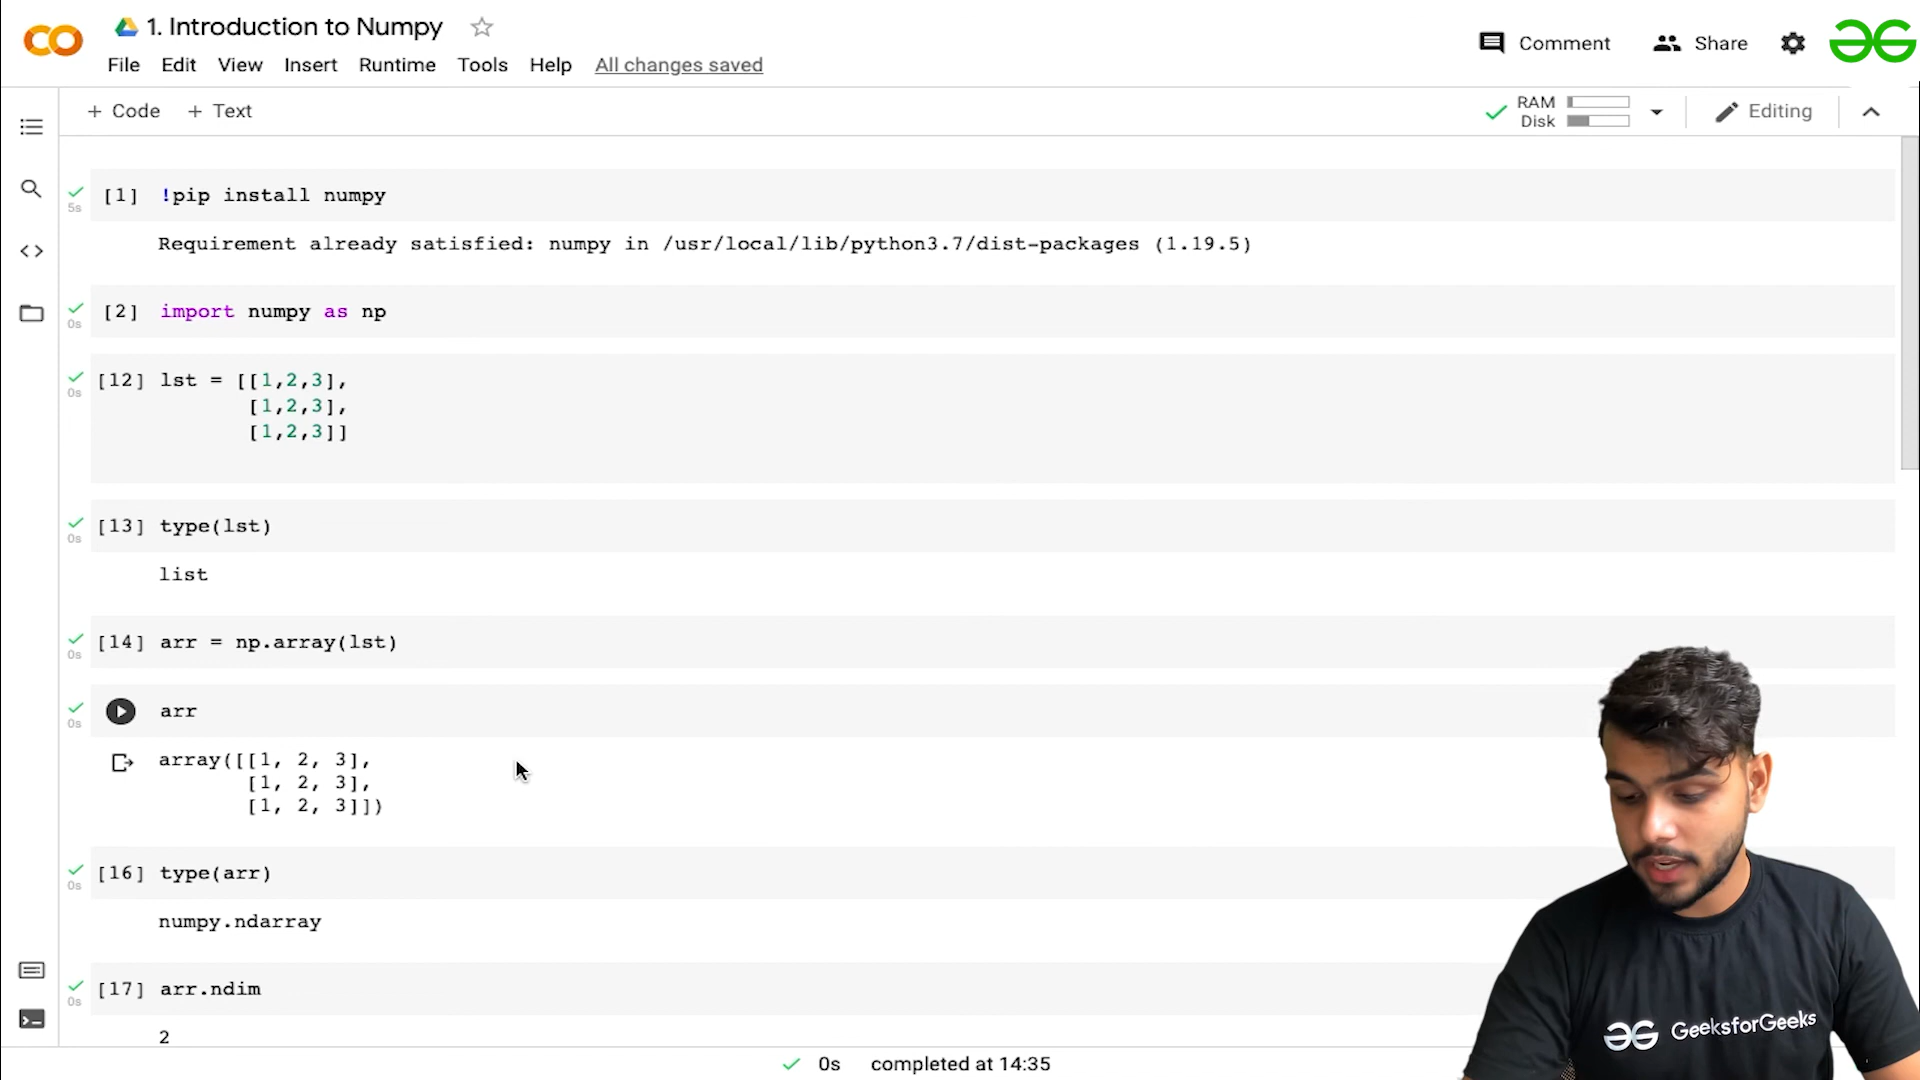 1. Introduction to Numpy
File Edit View Insert Runtime Tools Help All changes saved
Comment Share
+ Code + Text
RAM
Disk
Editing
5s [1] !pip install numpy
Requirement already satisfied: numpy in /usr/local/lib/python3.7/dist-packages (1.19.5)
0s [2] import numpy as np
0s [12] lst = [[1,2,3],
[1,2,3],
[1,2,3]]
0s [13] type(lst)
list
0s [14] arr = np.array(lst)
0s arr
array([[1, 2, 3],
[1, 2, 3],
[1, 2, 3]])
0s [16] type(arr)
numpy.ndarray
0s [17] arr.ndim
2
0s completed at 14:35
GeeksforGeeks